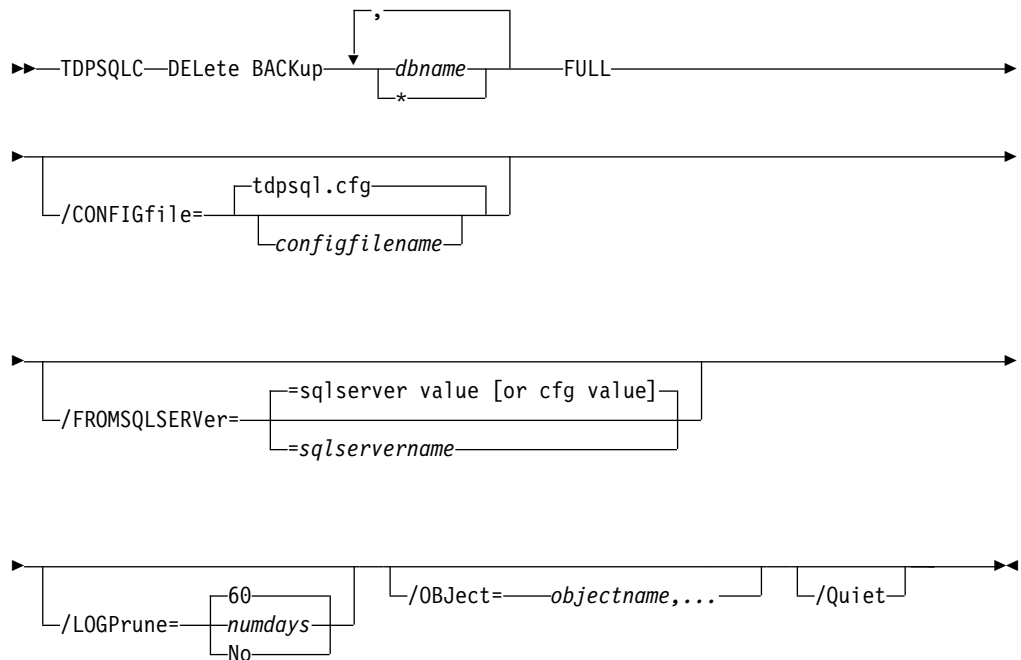 ,
TDPSQLC DELete BACKup dbname FULL
*
tdpsql.cfg
/CONFIGfile=
configfilename
=sqlserver value [or cfg value]
/FROMSQLSERVer=
=sqlservername
60
/LOGPrune= numdays
No
/OBJect= objectname,...
/Quiet